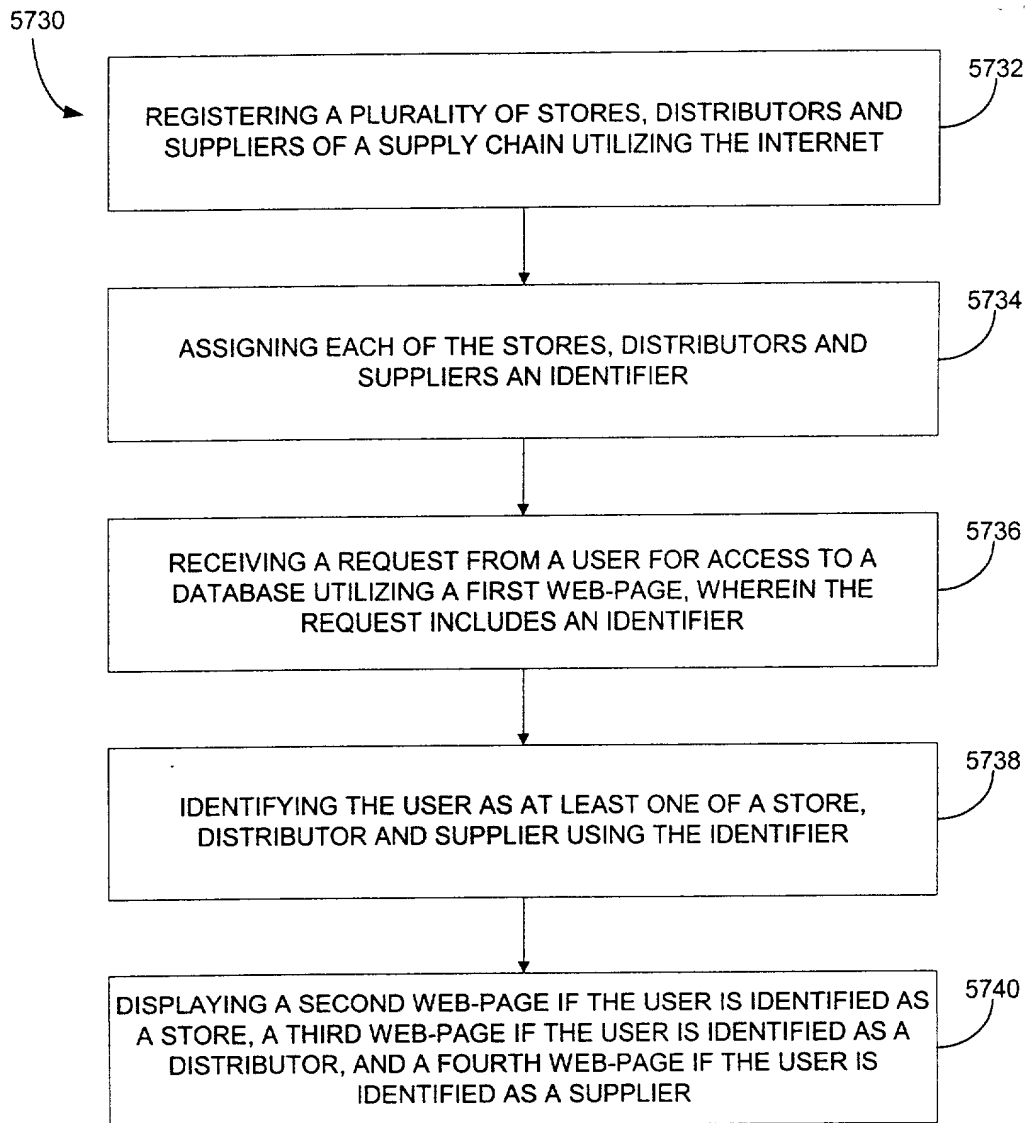 5730
5732
REGISTERING A PLURALITY OF STORES, DISTRIBUTORS AND
SUPPLIERS OF A SUPPLY CHAIN UTILIZING THE INTERNET
5734
ASSIGNING EACH OF THE STORES, DISTRIBUTORS AND
SUPPLIERS AN IDENTIFIER
5736
RECEIVING A REQUEST FROM A USER FOR ACCESS TO A
DATABASE UTILIZING A FIRST WEB-PAGE, WHEREIN THE
REQUEST INCLUDES AN IDENTIFIER
5738
IDENTIFYING THE USER AS AT LEAST ONE OF A STORE,
DISTRIBUTOR AND SUPPLIER USING THE IDENTIFIER
5740
DISPLAYING A SECOND WEB-PAGE IF THE USER IS IDENTIFIED AS
A STORE, A THIRD WEB-PAGE IF THE USER IS IDENTIFIED AS A
DISTRIBUTOR, AND A FOURTH WEB-PAGE IF THE USER IS
IDENTIFIED AS A SUPPLIER